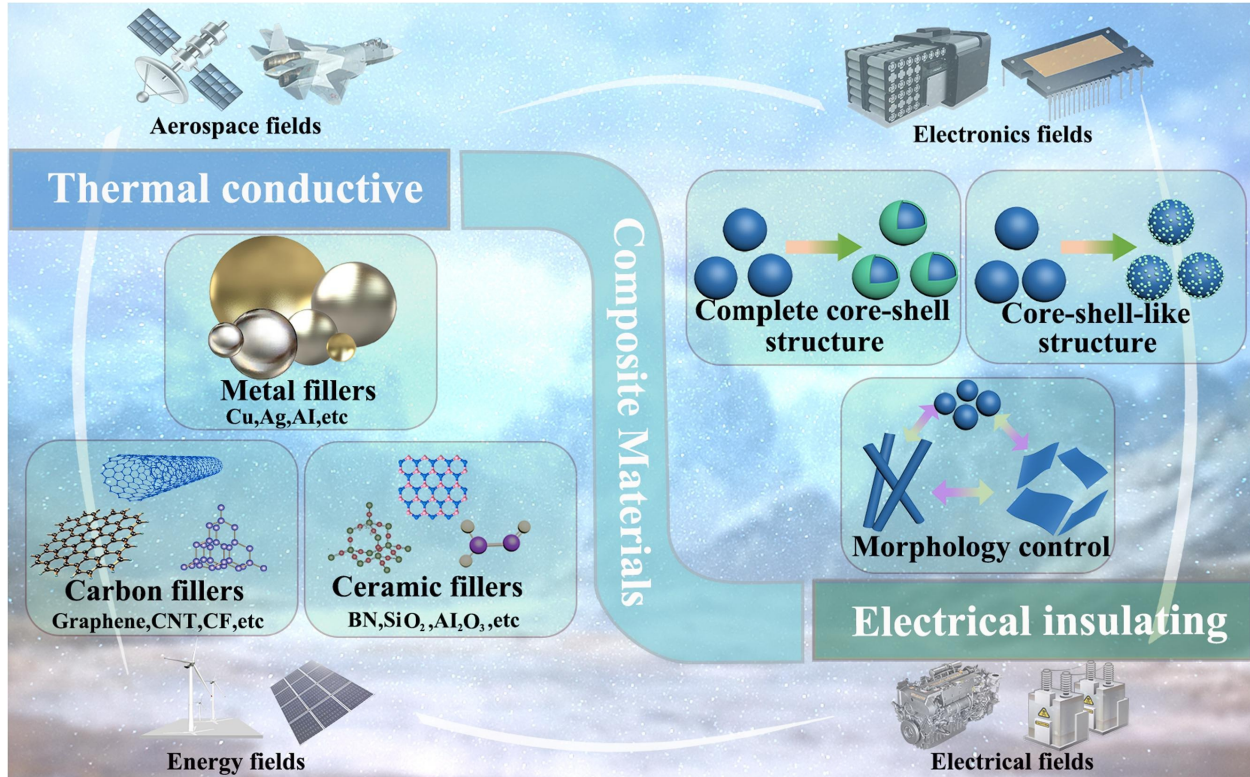 Aerospace fields
Electronics fields
Thermal conductive
Composite Materials
Metal fillers
Cu,Ag,AI,etc
Complete core-shell
structure
Core-shell-like
structure
Carbon fillers
Graphene,CNT,CF,etc
Ceramic fillers
BN,SiO₂,AI₂O₃,etc
Morphology control
Electrical insulating
Energy fields
Electrical fields